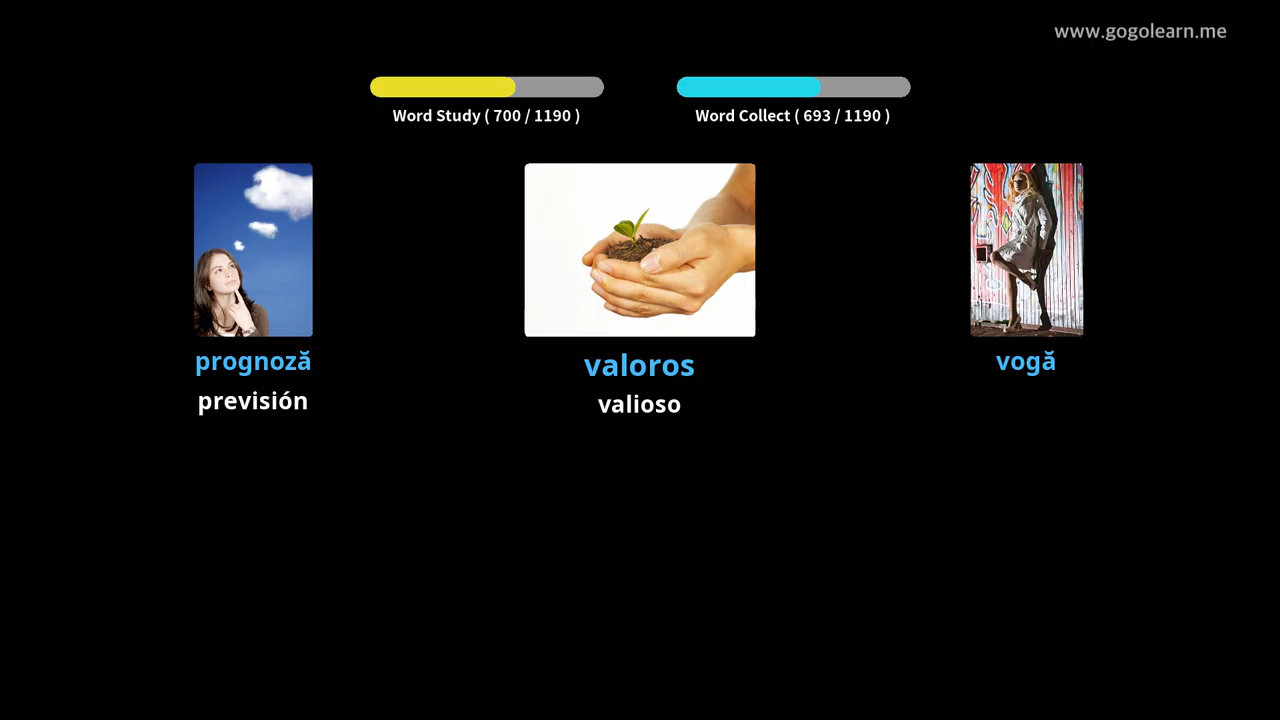 www.gogolearn.me
Word Study ( 700 / 1190 )
Word Collect ( 693 / 1190 )
prognoză
valoros
vogă
previsión
valioso